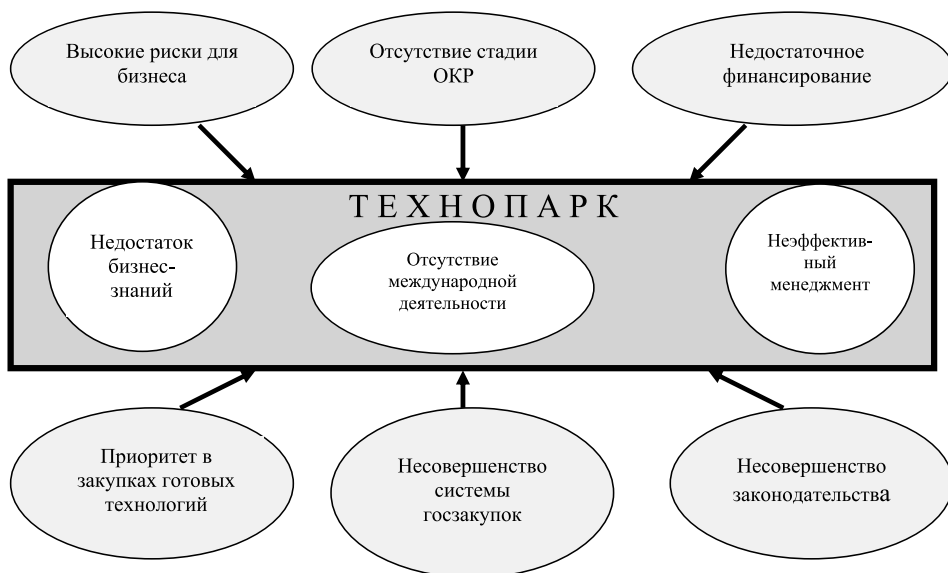 Высокие риски для
бизнеса
Отсутствие стадии
ОКР
Недостаточное
финансирование
ТЕХНОПАРК
Недостаток
бизнес-
знаний
Отсутствие
международной
деятельности
Неэффектив-
ный
менеджмент
Приоритет в
закупках готовых
технологий
Несовершенство
системы
госзакупок
Несовершенство
законодательства